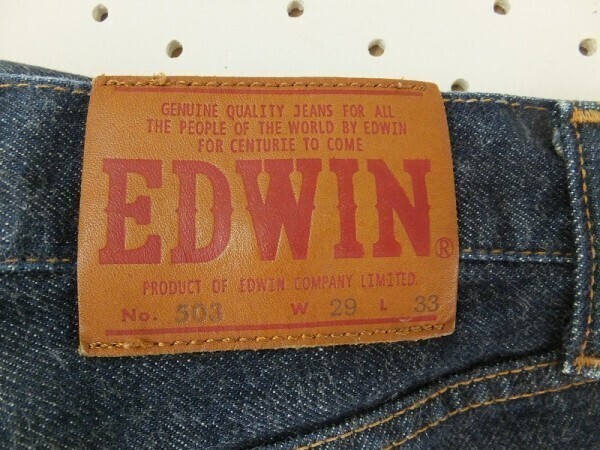 GENUINE QUALITY JEANS FOR ALL
THE PEOPLE OF THE WORLD BY EDWIN
FOR CENTURIE TO COME
EDWIN®
PRODUCT OF EDWIN COMPANY LIMITED.
No. 503 W 29 L 33